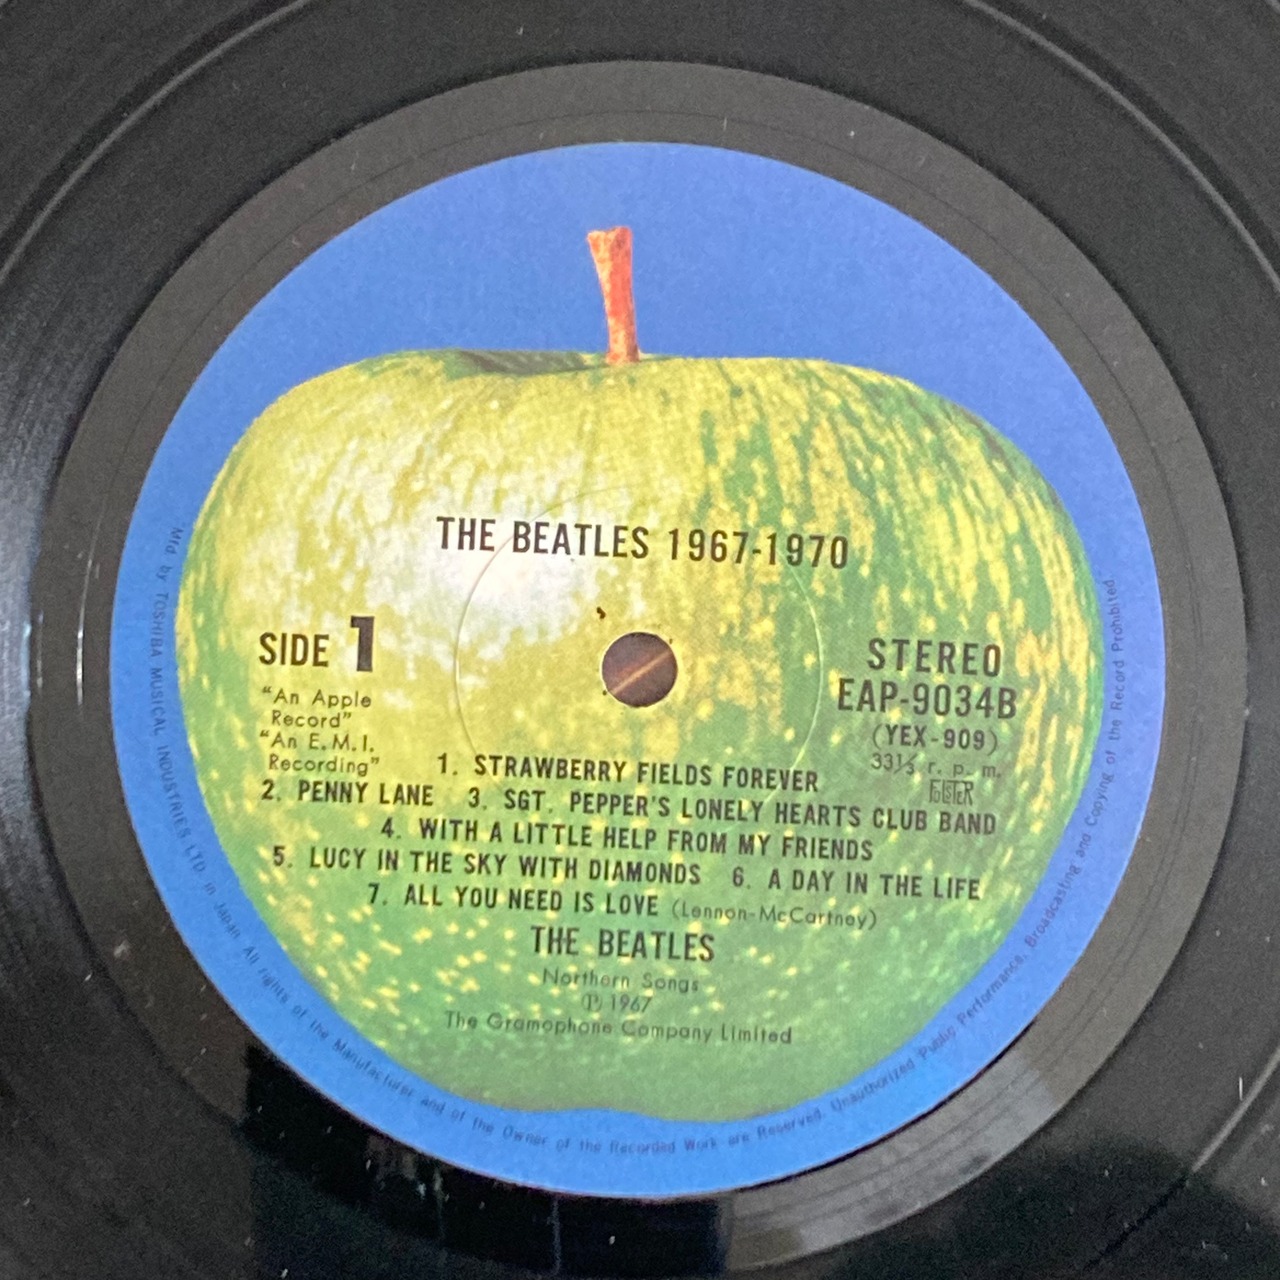 THE BEATLES 1967-1970
SIDE 1
"An Apple
Record"
"An E.M.I.
Recording"
STEREO
EAP-9034B
(YEX-909)
33⅓ r. p. m.
1. STRAWBERRY FIELDS FOREVER
2. PENNY LANE 3. SGT. PEPPER'S LONELY HEARTS CLUB BAND
4. WITH A LITTLE HELP FROM MY FRIENDS
5. LUCY IN THE SKY WITH DIAMONDS 6. A DAY IN THE LIFE
7. ALL YOU NEED IS LOVE (Lennon-McCartney)
THE BEATLES
Northern Songs
Ⓟ 1967
The Gramophone Company Limited
Mfd by TOSHIBA MUSICAL INDUSTRIES LTD in Japan. All rights of the Manufacturer and of the Owner of the Recorded Work are Reserved. Unauthorized Public Performance, Broadcasting and Copying of the Record Prohibited.